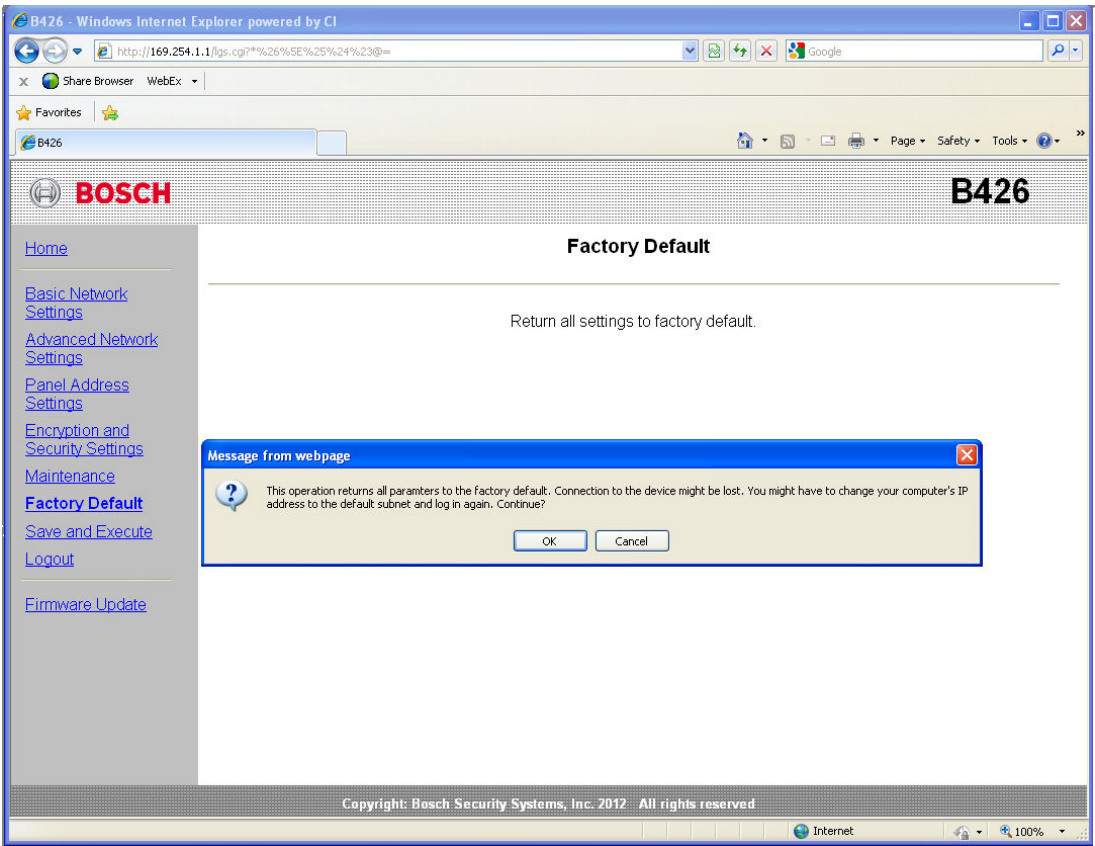 B426 - Windows Internet Explorer powered by CI
http://169.254.1.1/lgs.cgi?*%26%5E%25%24%23@=
Google
x Share Browser WebEx
Favorites
B426
Page Safety Tools »
BOSCH
B426
Home
Basic Network
Settings
Advanced Network
Settings
Panel Address
Settings
Encryption and
Security Settings
Maintenance
Factory Default
Save and Execute
Logout
Firmware Update
Factory Default
Return all settings to factory default.
Message from webpage
This operation returns all paramters to the factory default. Connection to the device might be lost. You might have to change your computer's IP
address to the default subnet and log in again. Continue?
OK Cancel
Copyright: Bosch Security Systems, Inc. 2012 All rights reserved
Internet 100%